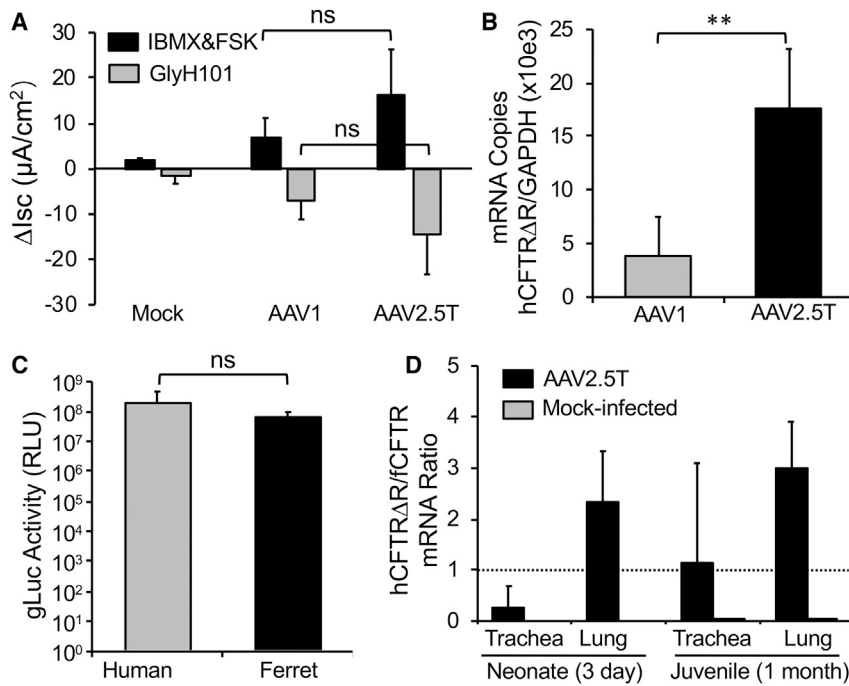 A
ns
IBMX&FSK
GlyH101
ns
ΔIsc (µA/cm²)
30
20
10
0
-10
-20
-30
Mock
AAV1
AAV2.5T
B
**
mRNA Copies
hCFTRΔR/GAPDH (x10e3)
25
20
15
10
5
0
AAV1
AAV2.5T
C
ns
gLuc Activity (RLU)
10⁹
10⁸
10⁷
10⁶
10⁵
10⁴
10³
10²
10¹
10⁰
Human
Ferret
D
AAV2.5T
Mock-infected
hCFTRΔR/fCFTR
mRNA Ratio
5
4
3
2
1
0
Trachea Lung Trachea Lung
Neonate (3 day) Juvenile (1 month)